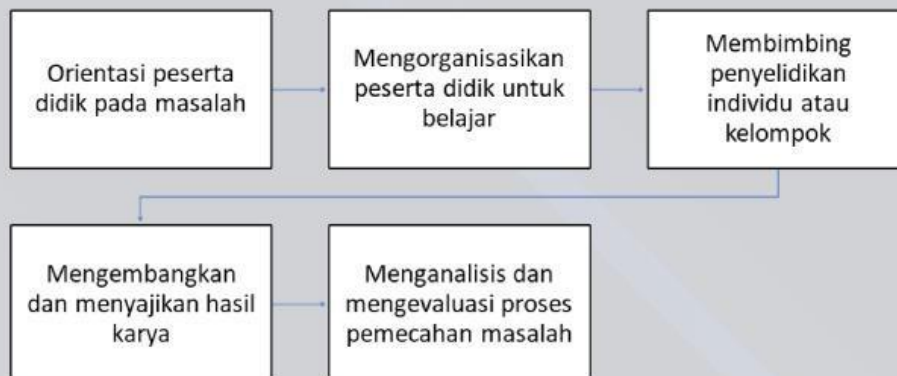 Orientasi peserta
didik pada masalah
Mengorganisasikan
peserta didik untuk
belajar
Membimbing
penyelidikan
individu atau
kelompok
Mengembangkan
dan menyajikan hasil
karya
Menganalisis dan
mengevaluasi proses
pemecahan masalah